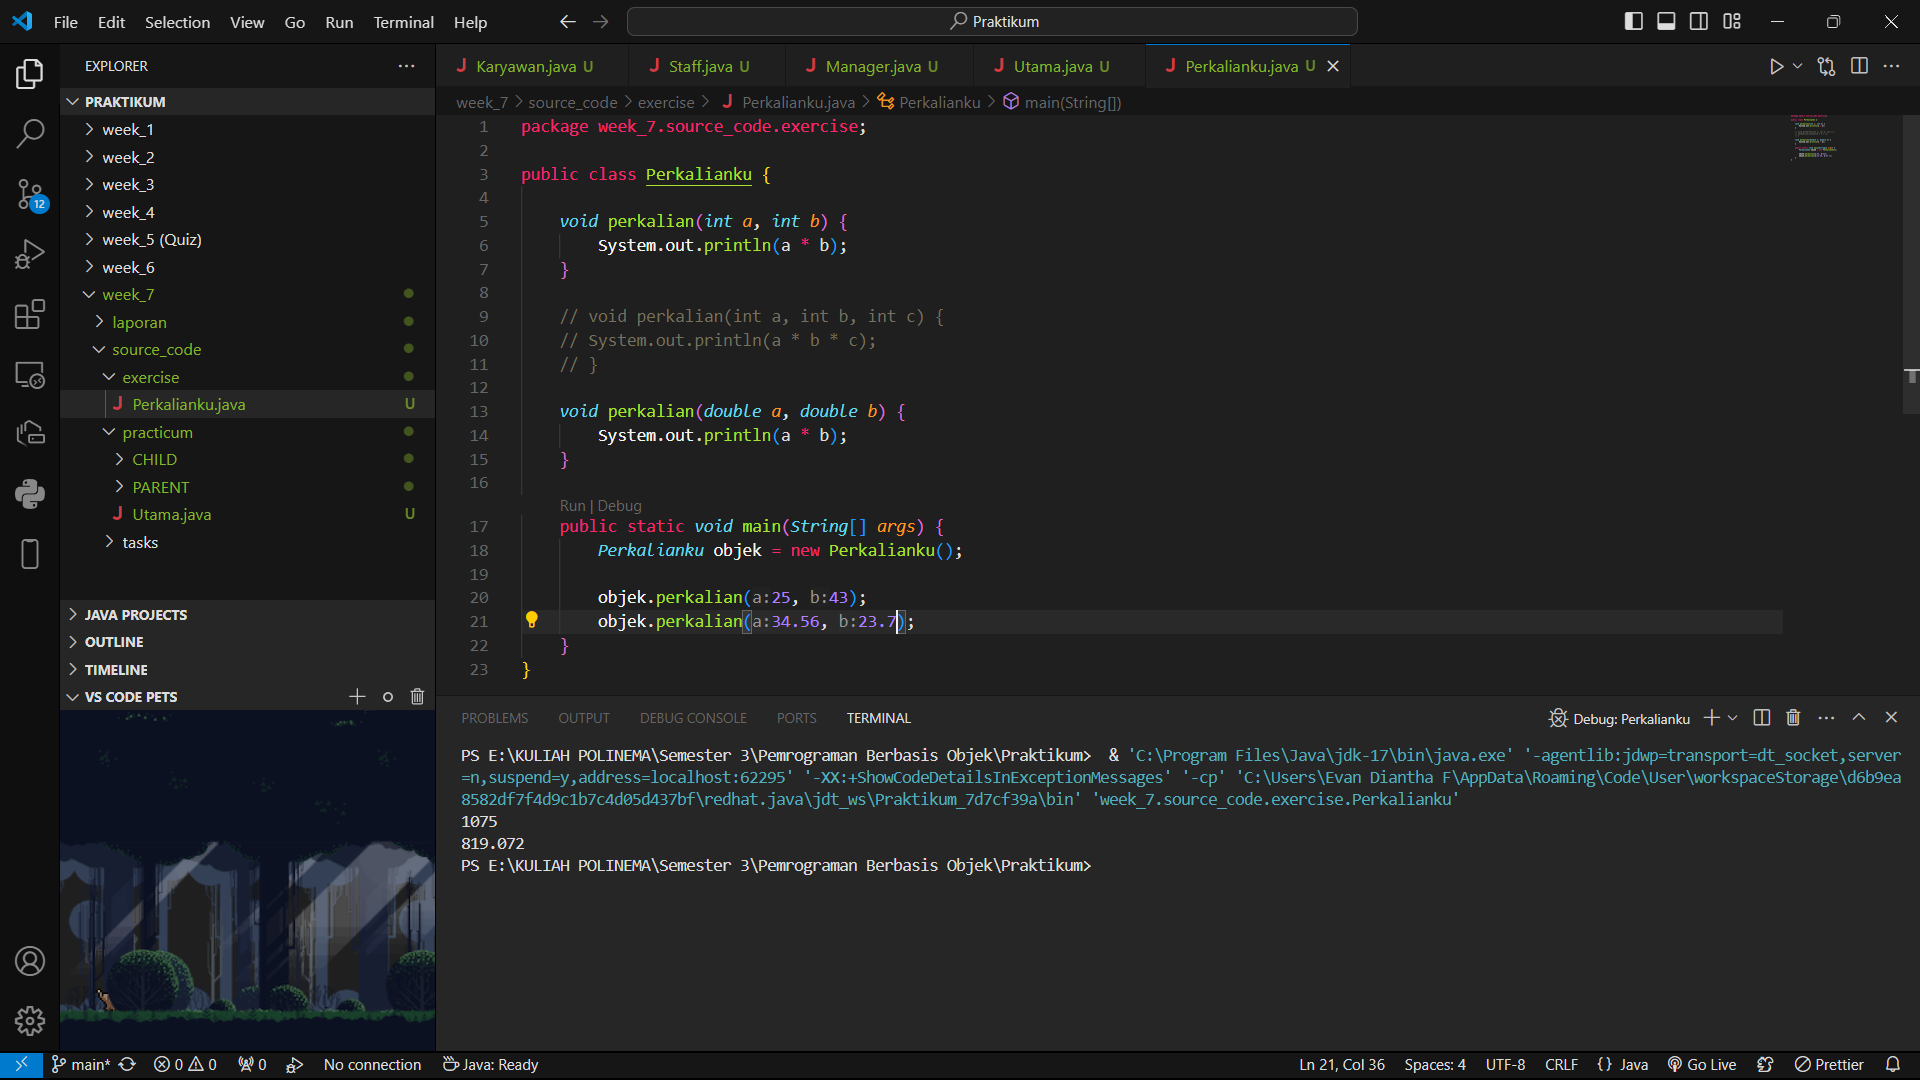 File Edit Selection View Go Run Terminal Help
Praktikum
EXPLORER
PRAKTIKUM
week_1
week_2
week_3
week_4
week_5 (Quiz)
week_6
week_7
laporan
source_code
exercise
Perkalianku.java U
practicum
CHILD
PARENT
Utama.java U
tasks
JAVA PROJECTS
OUTLINE
TIMELINE
VS CODE PETS
12
Karyawan.java U Staff.java U Manager.java U Utama.java U Perkalianku.java U
week_7 > source_code > exercise > Perkalianku.java > Perkalianku > main(String[])
1 package week_7.source_code.exercise;
2
3 public class Perkalianku {
4
5 void perkalian(int a, int b) {
6 System.out.println(a * b);
7 }
8
9 // void perkalian(int a, int b, int c) {
10 // System.out.println(a * b * c);
11 // }
12
13 void perkalian(double a, double b) {
14 System.out.println(a * b);
15 }
16
Run | Debug
17 public static void main(String[] args) {
18 Perkalianku objek = new Perkalianku();
19
20 objek.perkalian(a:25, b:43);
21 objek.perkalian(a:34.56, b:23.7);
22 }
23 }
PROBLEMS OUTPUT DEBUG CONSOLE PORTS TERMINAL
Debug: Perkalianku
PS E:\KULIAH POLINEMA\Semester 3\Pemrograman Berbasis Objek\Praktikum> & 'C:\Program Files\Java\jdk-17\bin\java.exe' '-agentlib:jdwp=transport=dt_socket,server
=n,suspend=y,address=localhost:62295' '-XX:+ShowCodeDetailsInExceptionMessages' '-cp' 'C:\Users\Evan Diantha F\AppData\Roaming\Code\User\workspaceStorage\d6b9ea
8582df7f4d9c1b7c4d05d437bf\redhat.java\jdt_ws\Praktikum_7d7cf39a\bin' 'week_7.source_code.exercise.Perkalianku'
1075
819.072
PS E:\KULIAH POLINEMA\Semester 3\Pemrograman Berbasis Objek\Praktikum>
main* 0 0 0 No connection Java: Ready Ln 21, Col 36 Spaces: 4 UTF-8 CRLF {} Java Go Live Prettier